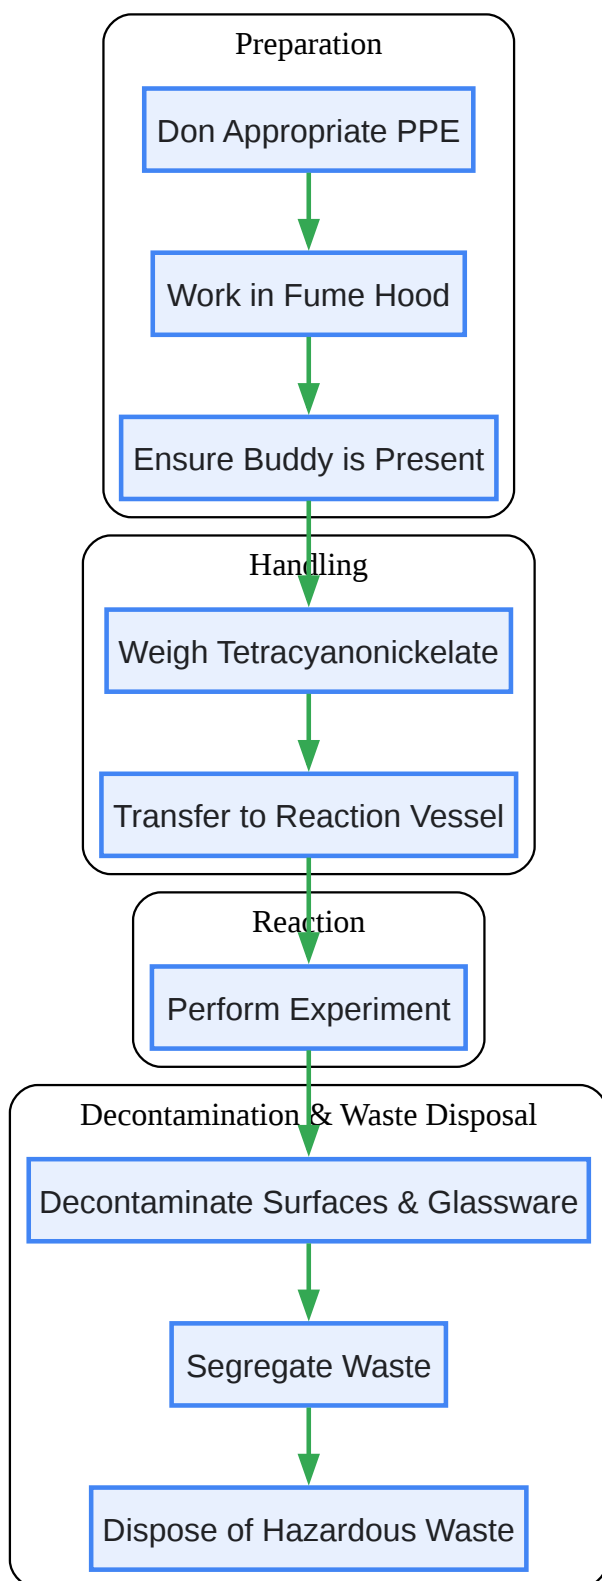 Preparation
Don Appropriate PPE
Work in Fume Hood
Ensure Buddy is Present
Handling
Weigh Tetracyanonickelate
Transfer to Reaction Vessel
Reaction
Perform Experiment
Decontamination & Waste Disposal
Decontaminate Surfaces & Glassware
Segregate Waste
Dispose of Hazardous Waste